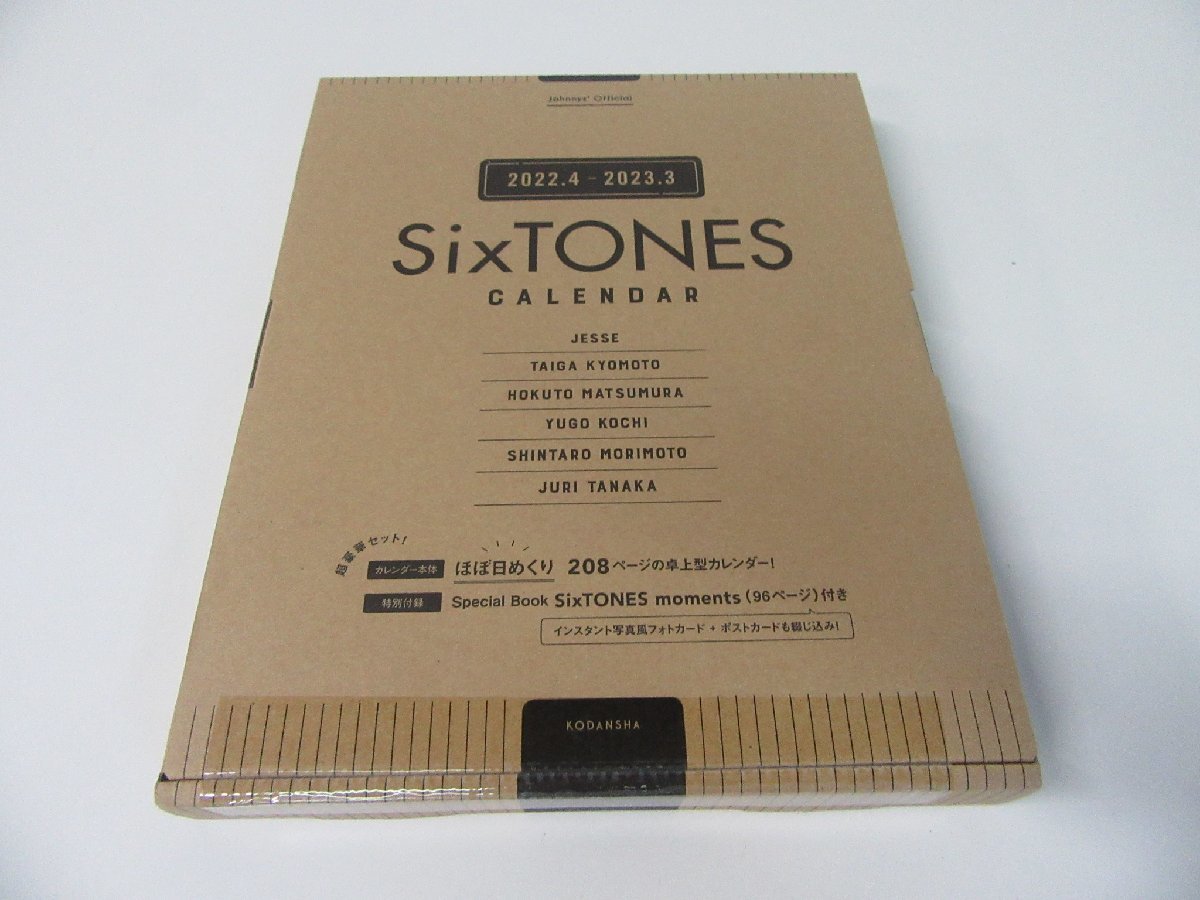 Johnnys' Official
2022.4 - 2023.3
SixTONES
CALENDAR
JESSE
TAIGA KYOMOTO
HOKUTO MATSUMURA
YUGO KOCHI
SHINTARO MORIMOTO
JURI TANAKA
超豪華セット!
カレンダー本体 ほぼ日めくり 208ページの卓上型カレンダー!
特別付録 Special Book SixTONES moments (96ページ)付き
インスタント写真風フォトカード + ポストカードも綴じ込み!
KODANSHA